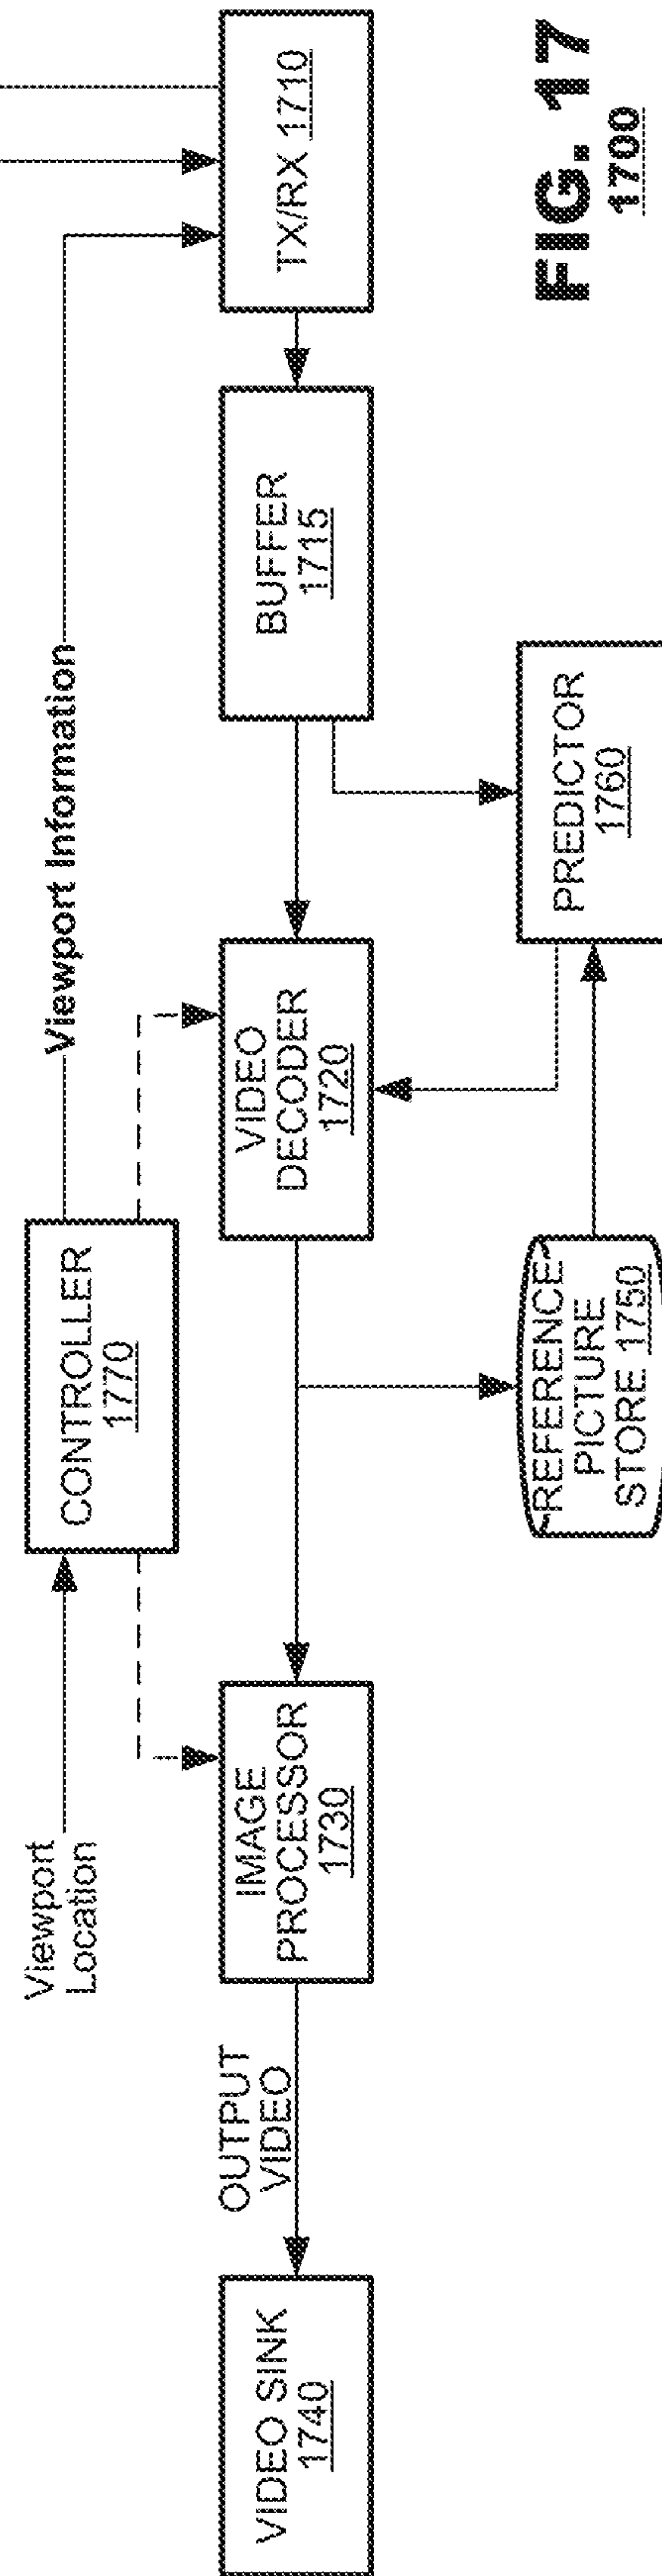 Viewport
Location
CONTROLLER
1770
Viewport Information
VIDEO SINK
1740
OUTPUT
VIDEO
IMAGE
PROCESSOR
1730
VIDEO
DECODER
1720
BUFFER
1715
TX/RX 1710
REFERENCE
PICTURE
STORE 1750
PREDICTOR
1760
FIG. 17
1700